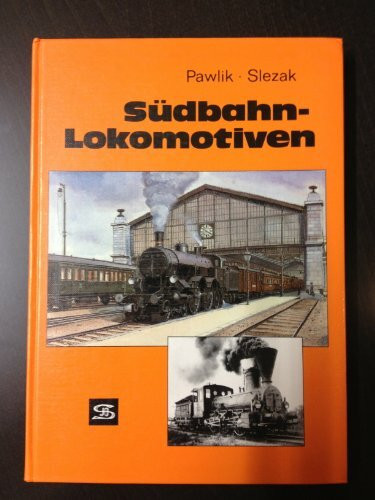 Pawlik · Slezak
Südbahn-
Lokomotiven